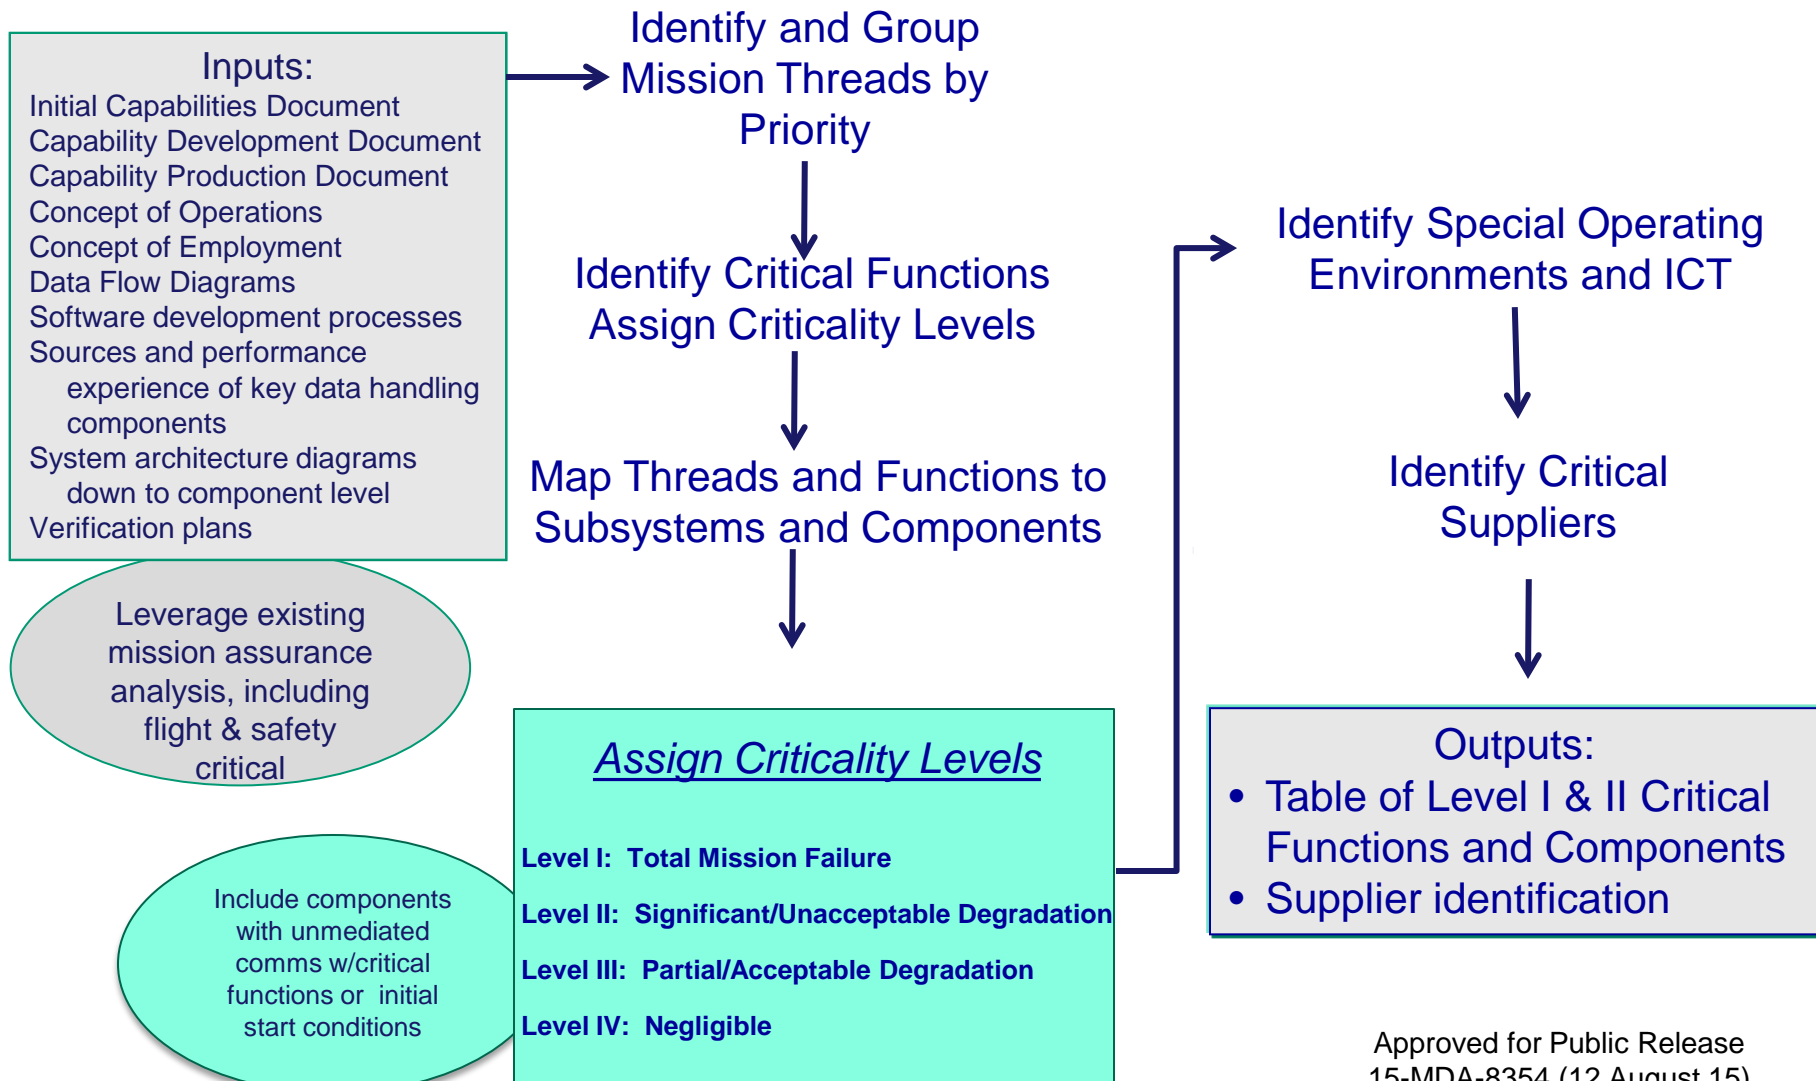 Inputs:
Initial Capabilities Document
Capability Development Document
Capability Production Document
Concept of Operations
Concept of Employment
Data Flow Diagrams
Software development processes
Sources and performance
experience of key data handling
components
System architecture diagrams
down to component level
Verification plans
Leverage existing
mission assurance
analysis, including
flight & safety
critical
Include components
with unmediated
comms w/critical
functions or initial
start conditions
Identify and Group
Mission Threads by
Priority
Identify Critical Functions
Assign Criticality Levels
Map Threads and Functions to
Subsystems and Components
Assign Criticality Levels
Level I: Total Mission Failure
Level II: Significant/Unacceptable Degradation
Level III: Partial/Acceptable Degradation
Level IV: Negligible
Identify Special Operating
Environments and ICT
Identify Critical
Suppliers
Outputs:
• Table of Level I & II Critical
Functions and Components
• Supplier identification
Approved for Public Release
15-MDA-8354 (12 August 15)